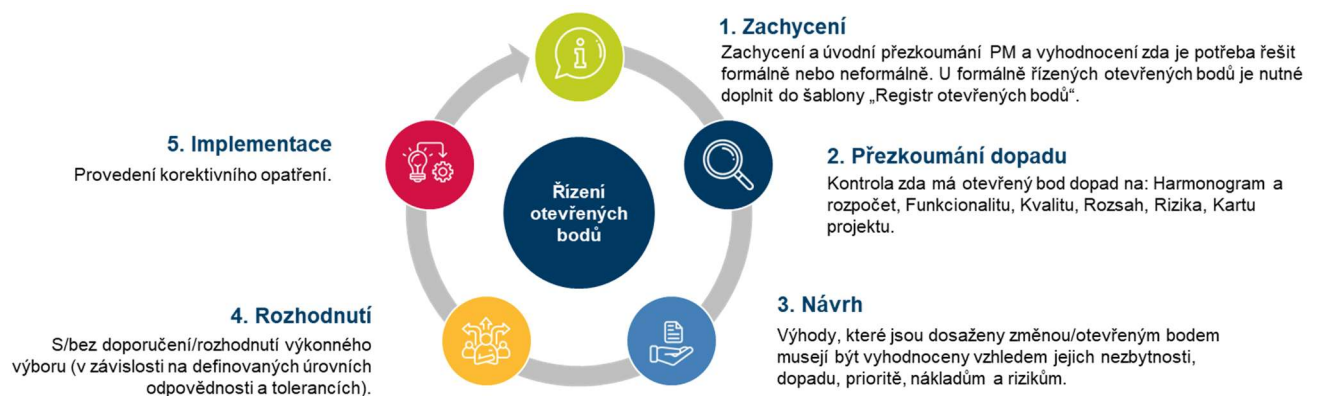 1. Zachycení
Zachycení a úvodní přezkoumání PM a vyhodnocení zda je potřeba řešit
formálně nebo neformálně. U formálně řízených otevřených bodů je nutné
doplnit do šablony „Registr otevřených bodů“.
2. Přezkoumání dopadu
Kontrola zda má otevřený bod dopad na: Harmonogram a
rozpočet, Funkcionalitu, Kvalitu, Rozsah, Rizika, Kartu
projektu.
3. Návrh
Výhody, které jsou dosaženy změnou/otevřeným bodem
musejí být vyhodnoceny vzhledem jejich nezbytnosti,
dopadu, prioritě, nákladům a rizikům.
4. Rozhodnutí
S/bez doporučení/rozhodnutí výkonného
výboru (v závislosti na definovaných úrovních
odpovědnosti a tolerancích).
5. Implementace
Provedení korektivního opatření.
Řízení
otevřených
bodů